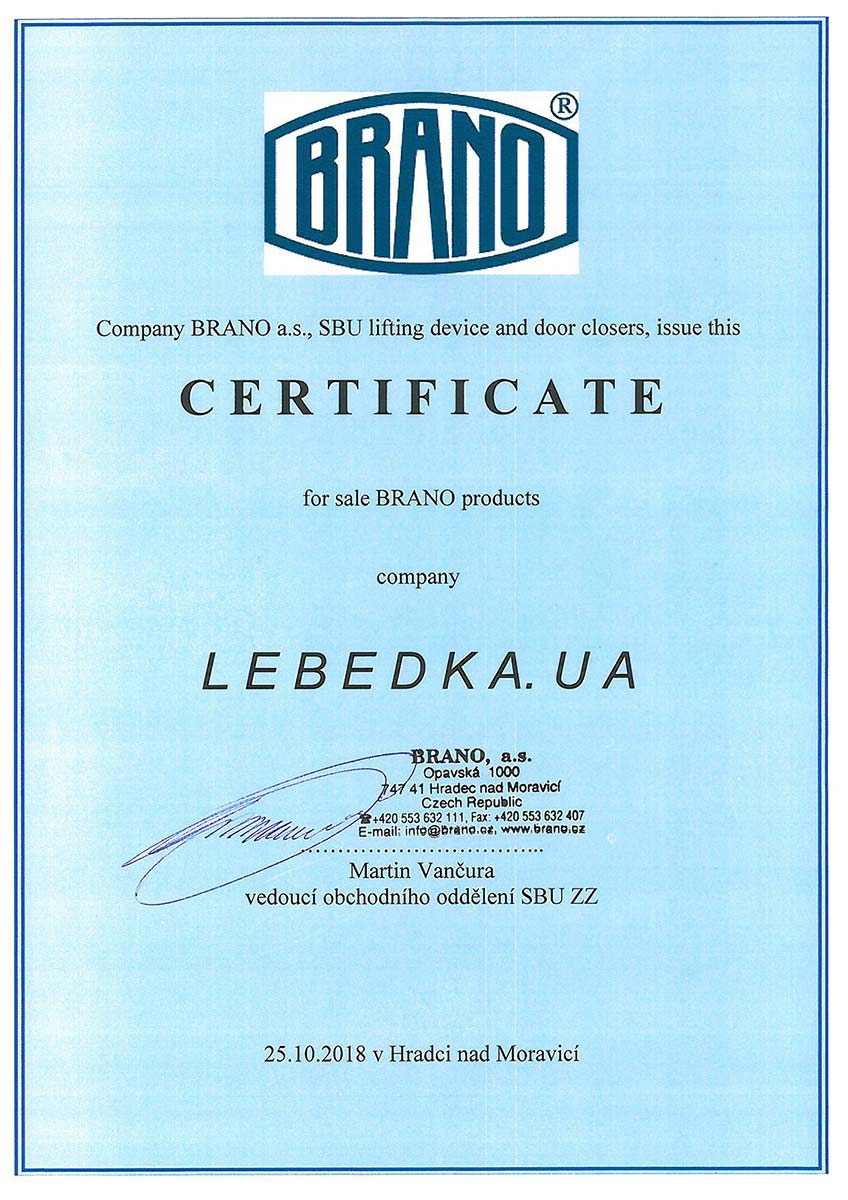 BRANO®
Company BRANO a.s., SBU lifting device and door closers, issue this
CERTIFICATE
for sale BRANO products
company
LEBEDKA.UA
BRANO, a.s.
Opavská 1000
747 41 Hradec nad Moravicí
Czech Republic
☎+420 553 632 111, Fax: +420 553 632 407
E-mail: info@brano.cz, www.brano.cz
........................................
Martin Vančura
vedoucí obchodního oddělení SBU ZZ
25.10.2018 v Hradci nad Moravicí